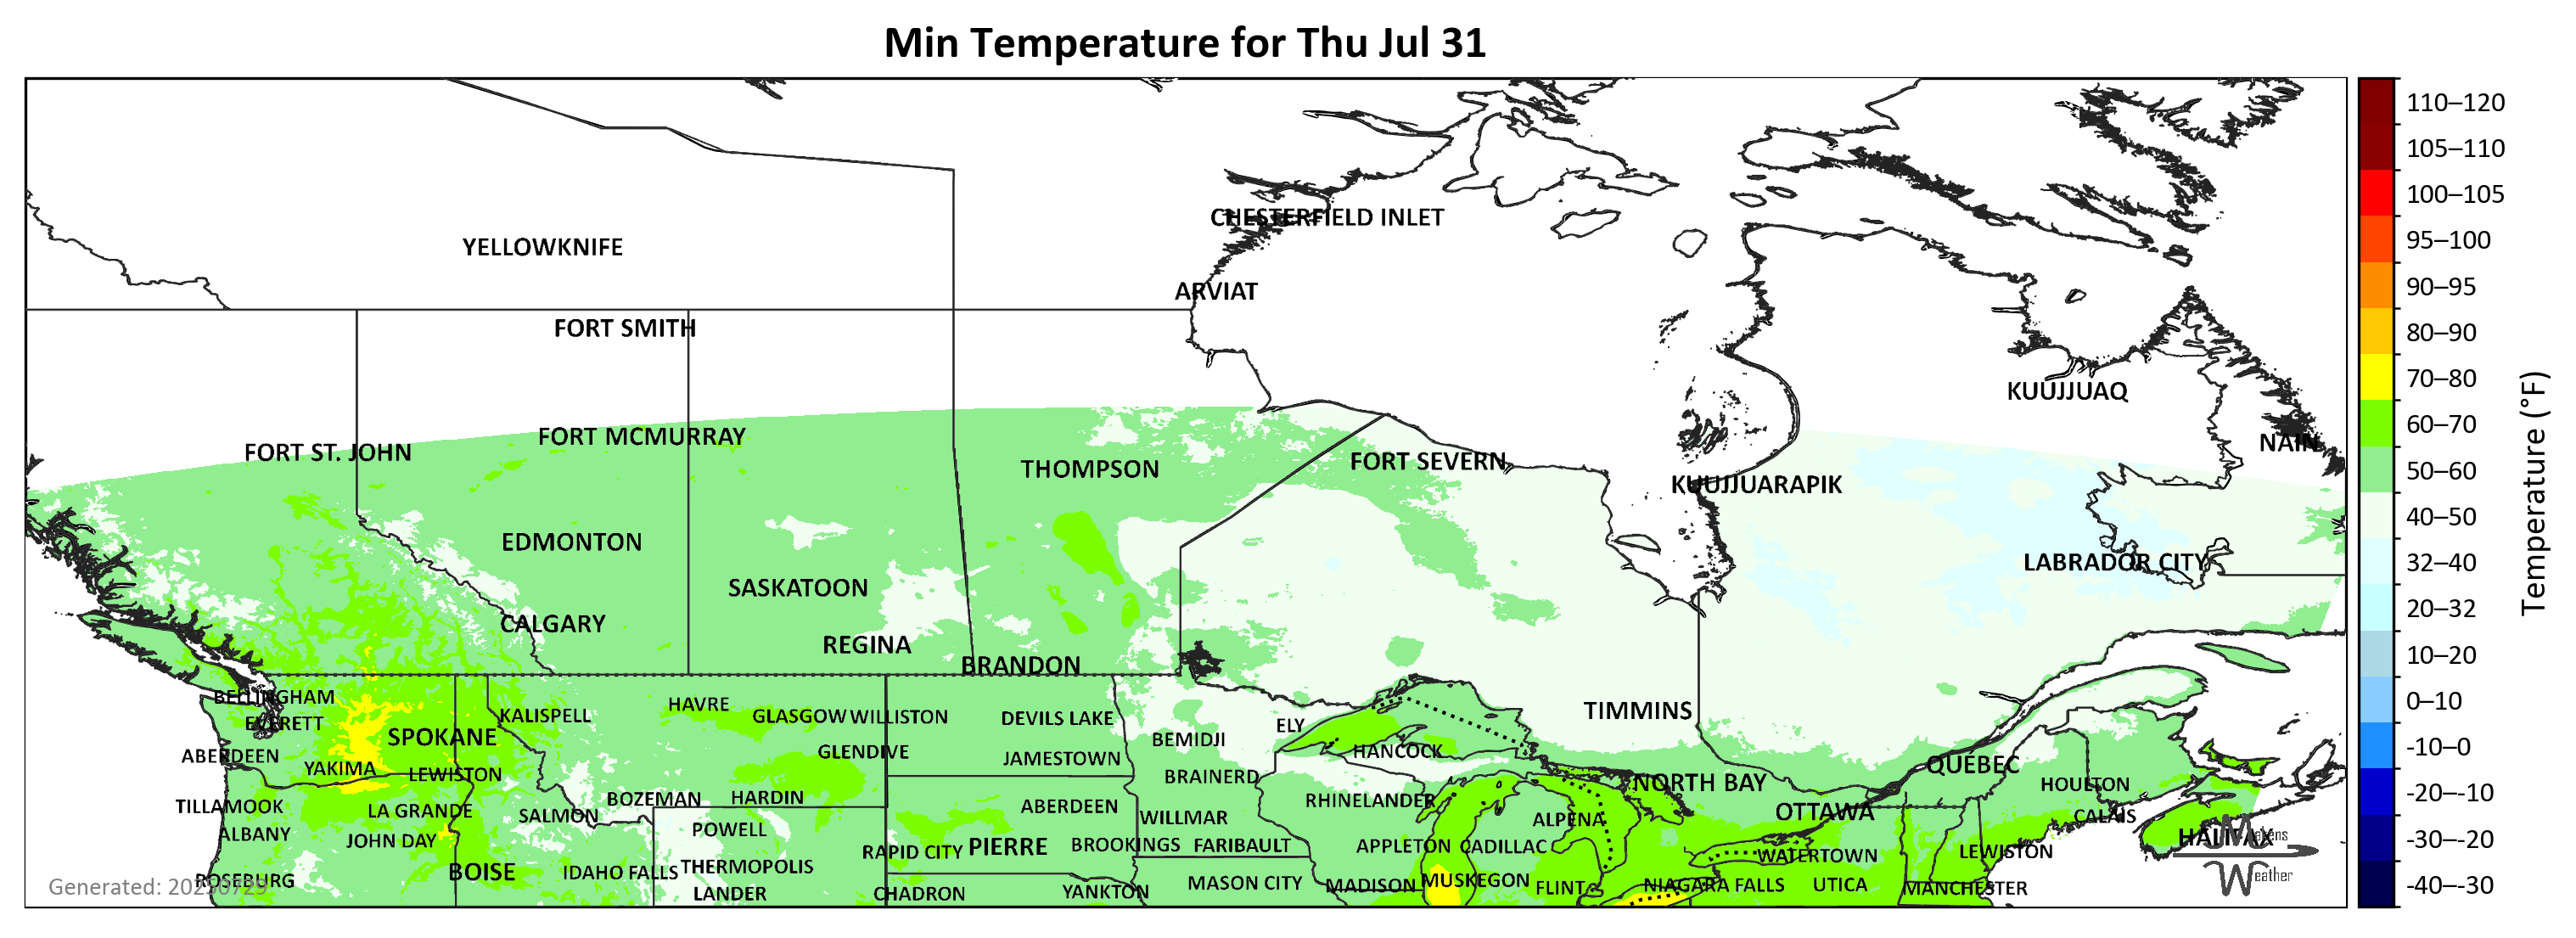 Min Temperature for Thu Jul 31
110–120
105–110
100–105
95–100
90–95
80–90
70–80
60–70
50–60
40–50
32–40
20–32
10–20
0–10
-10–0
-20–-10
-30–-20
-40–-30
Temperature (°F)
CHESTERFIELD INLET
YELLOWKNIFE
ARVIAT
FORT SMITH
KUUJJUAQ
FORT MCMURRAY
NAIN
FORT ST. JOHN
FORT SEVERN
THOMPSON
KUUJJUARAPIK
EDMONTON
LABRADOR CITY
SASKATOON
CALGARY
REGINA
BRANDON
BELLINGHAM
HAVRE
TIMMINS
KALISPELL
GLASGOW
WILLISTON
DEVILS LAKE
EVERETT
ELY
SPOKANE
BEMIDJI
HANCOCK
GLENDIVE
ABERDEEN
JAMESTOWN
QUÉBEC
YAKIMA
LEWISTON
BRAINERD
NORTH BAY
HOULTON
BOZEMAN
HARDIN
RHINELANDER
TILLAMOOK
ABERDEEN
LA GRANDE
SALMON
WILLMAR
OTTAWA
CALAIS
ALPENA
POWELL
ALBANY
HALIFAX
JOHN DAY
RAPID CITY
PIERRE
BROOKINGS
FARIBAULT
APPLETON
CADILLAC
WATERTOWN
LEWISTON
BOISE
IDAHO FALLS
THERMOPOLIS
ROSEBURG
MASON CITY
MADISON
MUSKEGON
FLINT
NIAGARA FALLS
UTICA
MANCHESTER
LANDER
CHADRON
YANKTON
Generated: 20250729
Makens
Weather